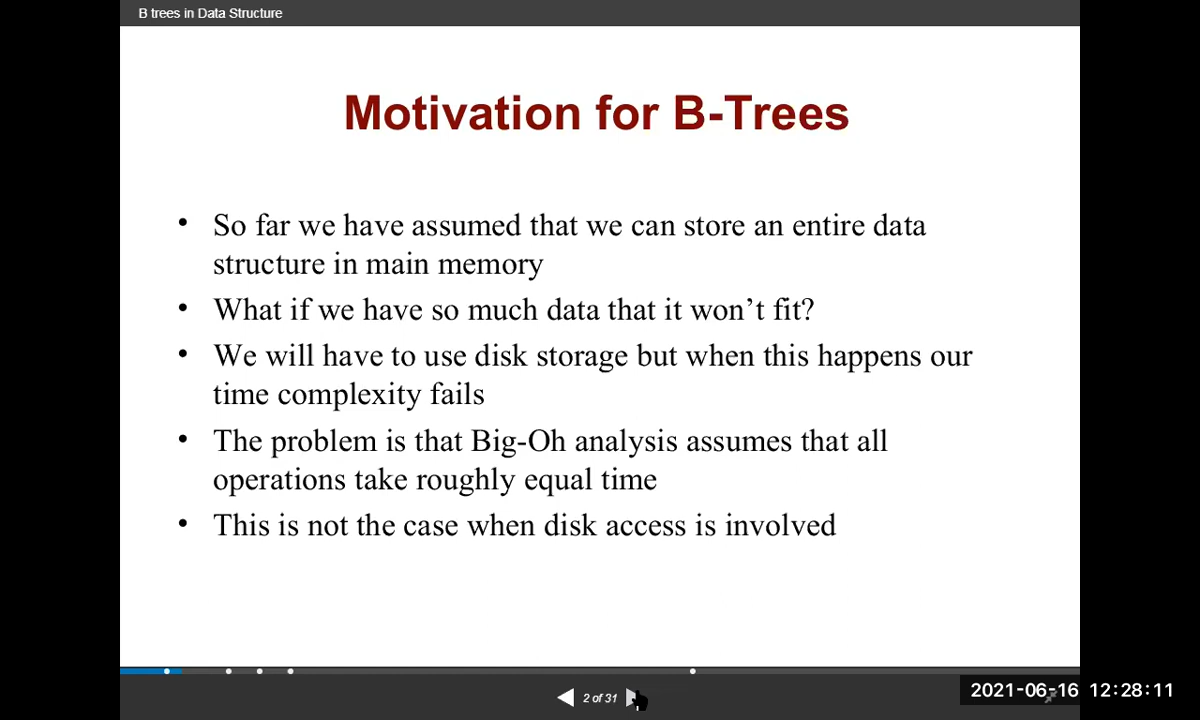 B trees in Data Structure
Motivation for B-Trees
• So far we have assumed that we can store an entire data
structure in main memory
• What if we have so much data that it won’t fit?
• We will have to use disk storage but when this happens our
time complexity fails
• The problem is that Big-Oh analysis assumes that all
operations take roughly equal time
• This is not the case when disk access is involved
2 of 31
2021-06-16 12:28:11